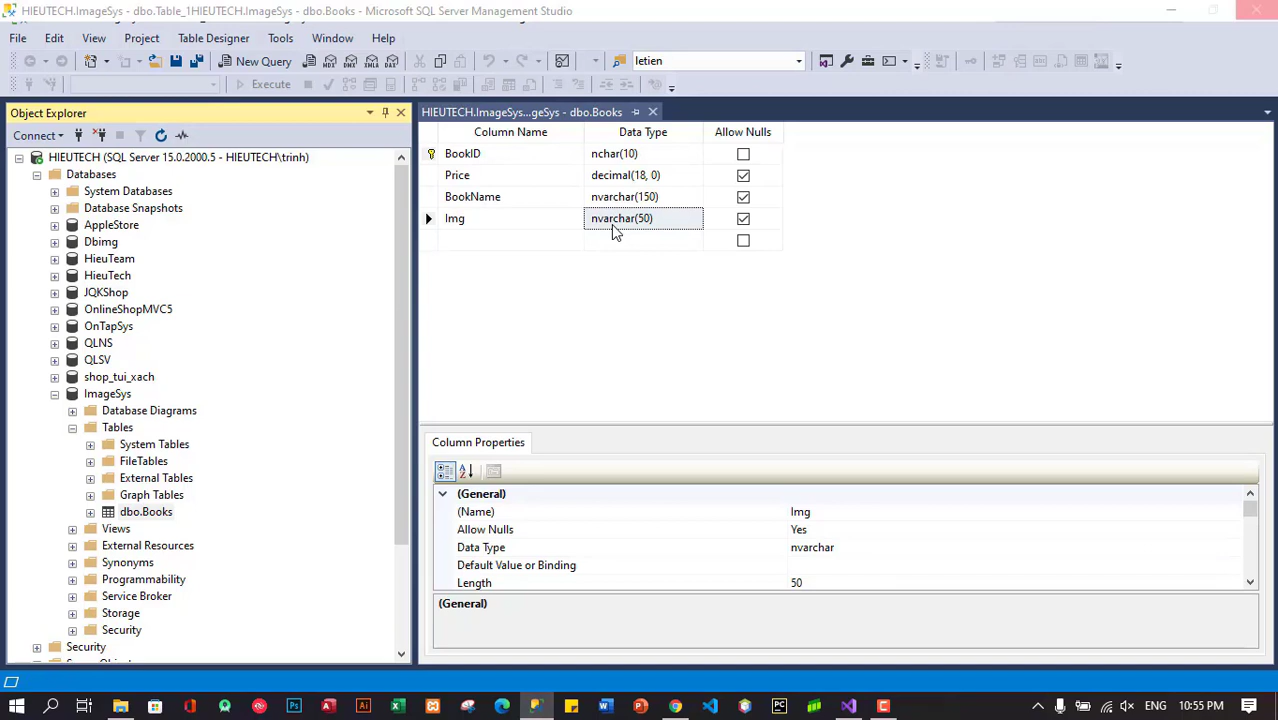 HIEUTECH.ImageSys - dbo.Table_1HIEUTECH.ImageSys - dbo.Books - Microsoft SQL Server Management Studio
File Edit View Project Table Designer Tools Window Help
New Query MDX DMX XMLA DAX letien
Execute
Object Explorer
Connect
HIEUTECH (SQL Server 15.0.2000.5 - HIEUTECH\trinh)
Databases
System Databases
Database Snapshots
AppleStore
Dbimg
HieuTeam
HieuTech
JQKShop
OnlineShopMVC5
OnTapSys
QLNS
QLSV
shop_tui_xach
ImageSys
Database Diagrams
Tables
System Tables
FileTables
External Tables
Graph Tables
dbo.Books
Views
External Resources
Synonyms
Programmability
Service Broker
Storage
Security
Security
HIEUTECH.ImageSys...geSys - dbo.Books
Column Name Data Type Allow Nulls
BookID nchar(10)
Price decimal(18, 0)
BookName nvarchar(150)
Img nvarchar(50)
Column Properties
(General)
(Name) Img
Allow Nulls Yes
Data Type nvarchar
Default Value or Binding
Length 50
(General)
ENG 10:55 PM